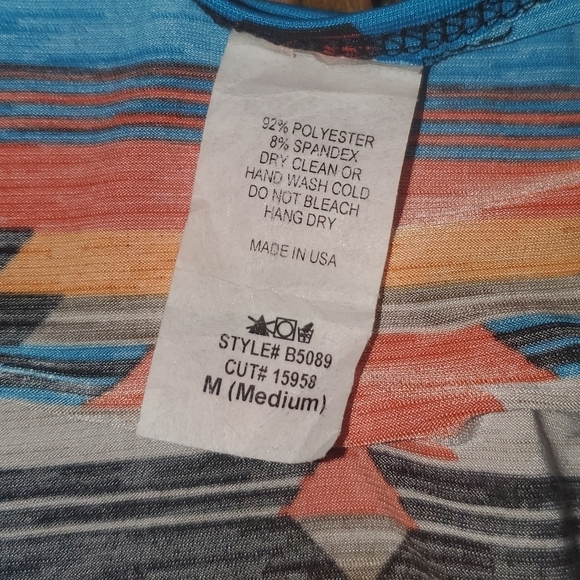 92% POLYESTER
8% SPANDEX
DRY CLEAN OR
HAND WASH COLD
DO NOT BLEACH
HANG DRY
MADE IN USA
STYLE# B5089
CUT# 15958
M (Medium)